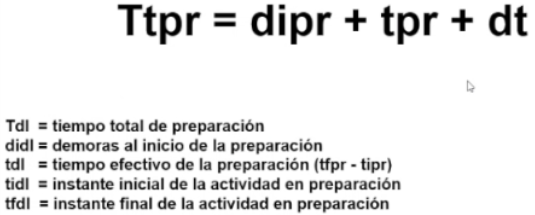 Ttpr = dipr + tpr + dt
Tdl = tiempo total de preparación
didl = demoras al inicio de la preparación
tdl = tiempo efectivo de la preparación (tfpr - tipr)
tidl = instante inicial de la actividad en preparación
tfdl = instante final de la actividad en preparación